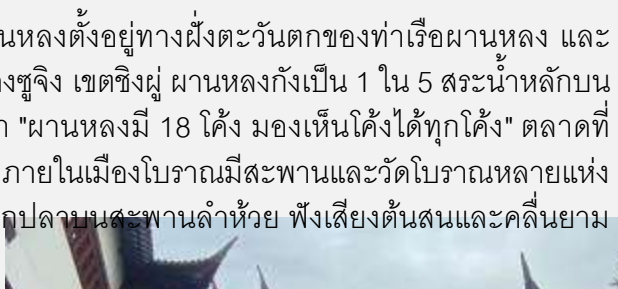 นหลงตั้งอยู่ทางฝั่งตะวันตกของท่าเรือผานหลง และ
งซูจิง เขตชิงผู่ ผานหลงกังเป็น 1 ใน 5 สระน้ำหลักบน
า "ผานหลงมี 18 โค้ง มองเห็นโค้งได้ทุกโค้ง" ตลาดที่
ภายในเมืองโบราณมีสะพานและวัดโบราณหลายแห่ง
กปลาบนสะพานลำห้วย ฟังเสียงต้นสนและคลื่นยาม